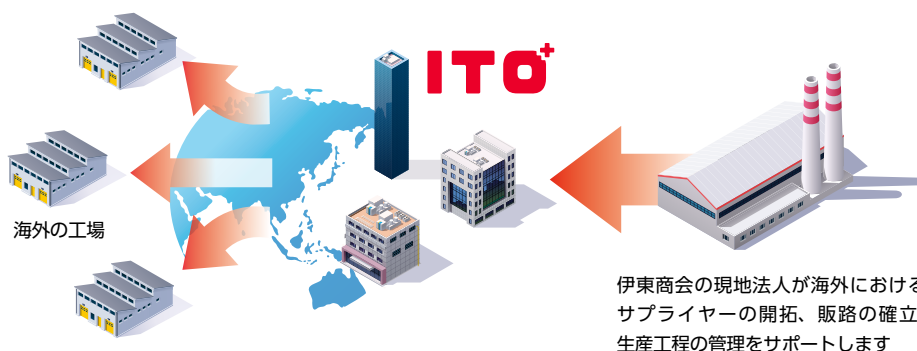 ITO+
海外の工場
伊東商会の現地法人が海外における
サプライヤーの開拓、販路の確立
生産工程の管理をサポートします